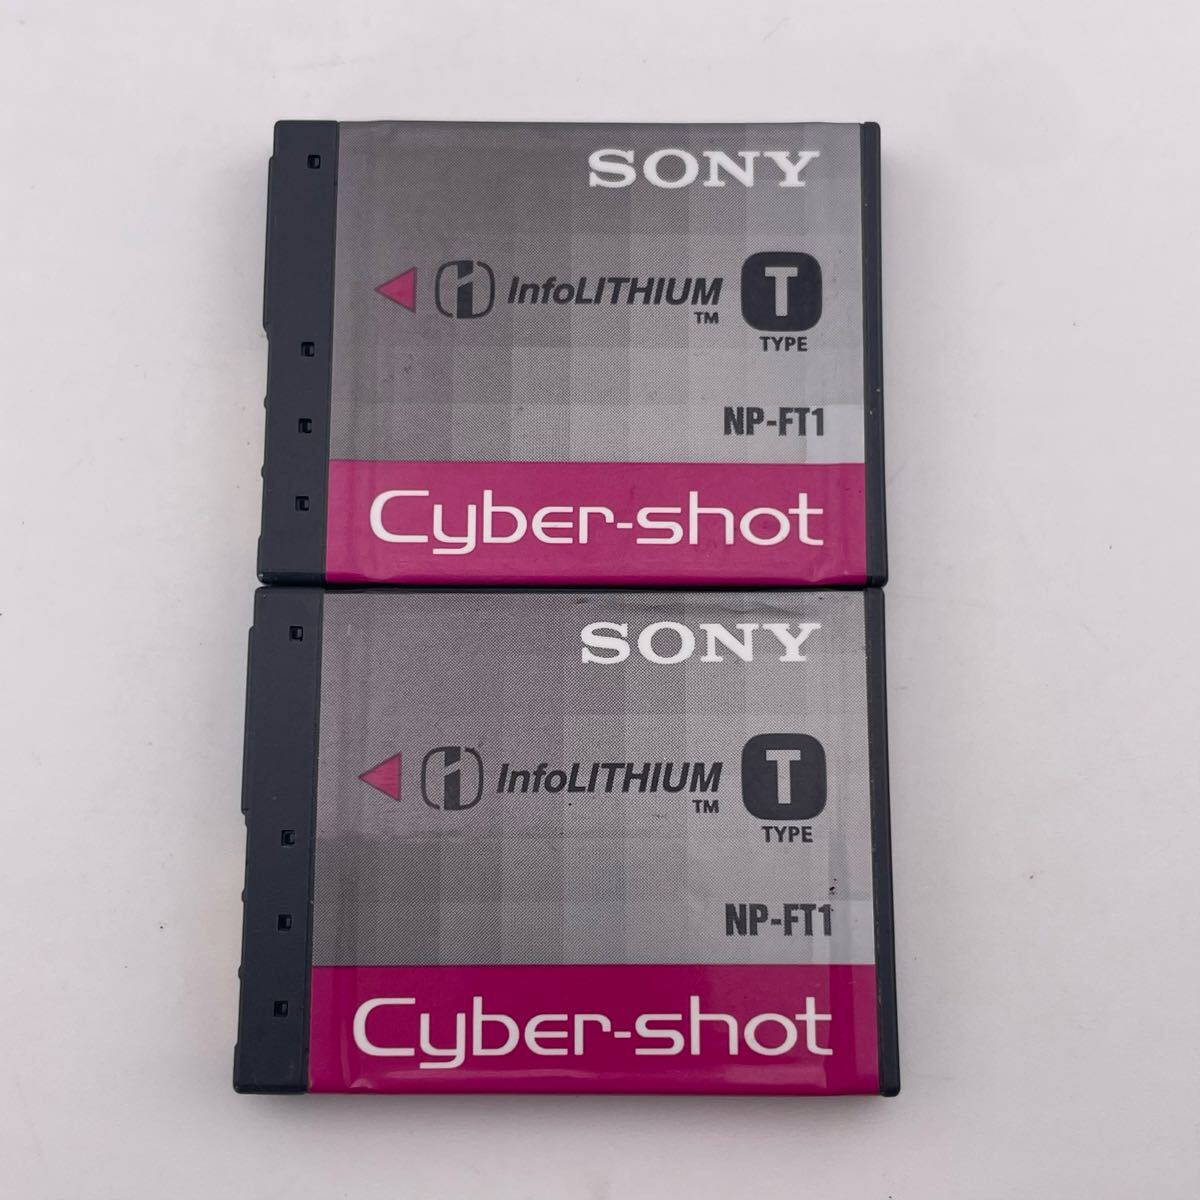 SONY
InfoLITHIUM T
TM TYPE
NP-FT1
Cyber-shot
SONY
InfoLITHIUM T
TM TYPE
NP-FT1
Cyber-shot